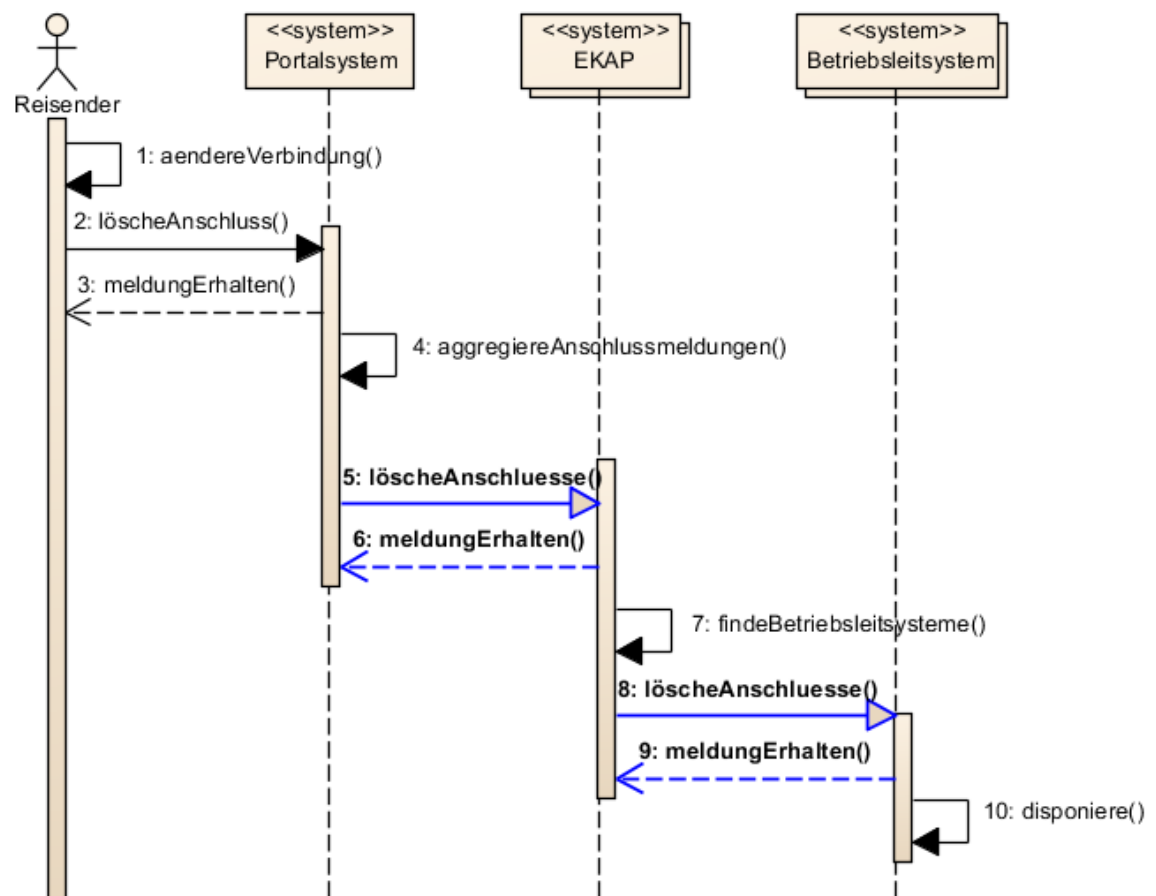 <<system>>
Portalsystem
<<system>>
EKAP
<<system>>
Betriebsleitsystem
Reisender
1: aendereVerbindung()
2: löscheAnschluss()
3: meldungErhalten()
4: aggregiereAnschlussmeldungen()
5: löscheAnschluesse()
6: meldungErhalten()
7: findeBetriebsleitsysteme()
8: löscheAnschluesse()
9: meldungErhalten()
10: disponiere()